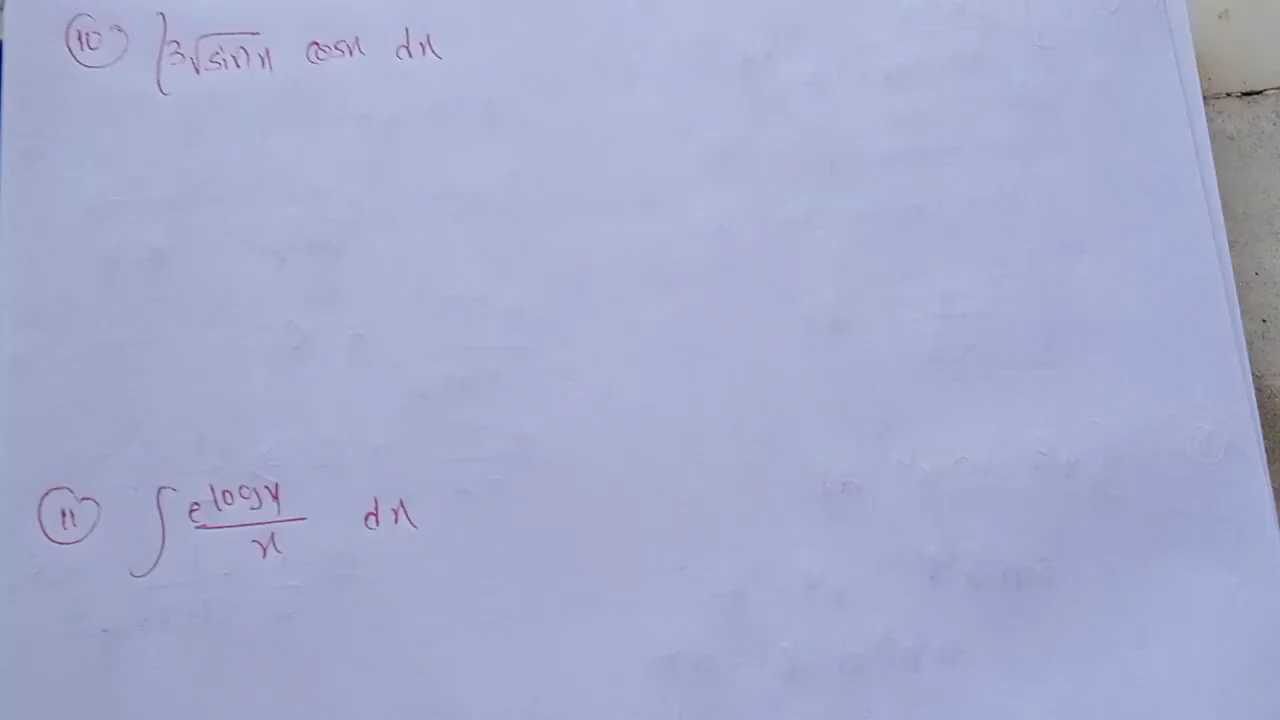 10 ∫ 3√sinx cosx dx
11 ∫ e^logx / x dx